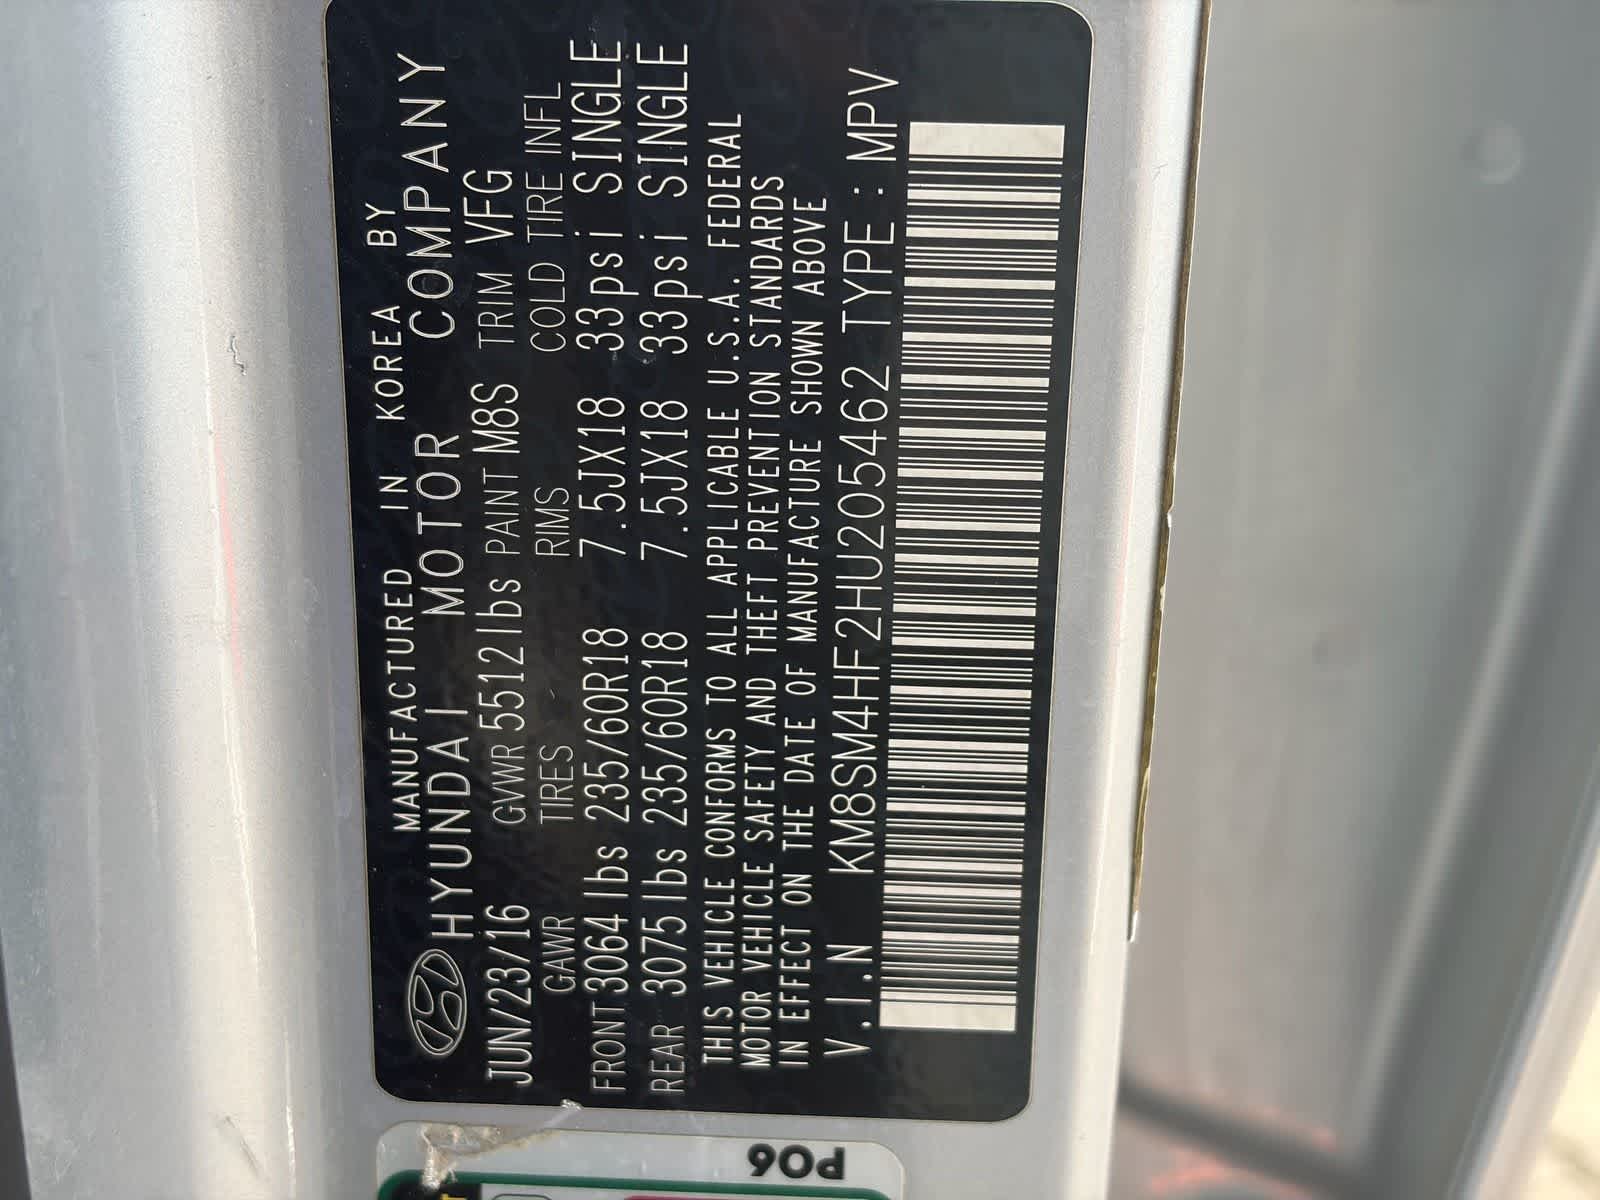 MANUFACTURED IN KOREA BY
HYUNDAI MOTOR COMPANY
JUN/23/16 GVWR 5512 lbs PAINT M8S TRIM VFG
GAWR TIRES RIMS COLD TIRE INFL
FRONT 3064 lbs 235/60R18 7.5JX18 33psi SINGLE
REAR 3075 lbs 235/60R18 7.5JX18 33psi SINGLE
THIS VEHICLE CONFORMS TO ALL APPLICABLE U.S.A. FEDERAL
MOTOR VEHICLE SAFETY AND THEFT PREVENTION STANDARDS
IN EFFECT ON THE DATE OF MANUFACTURE SHOWN ABOVE
V.I.N KM8SM4HF2HU205462 TYPE : MPV
P06